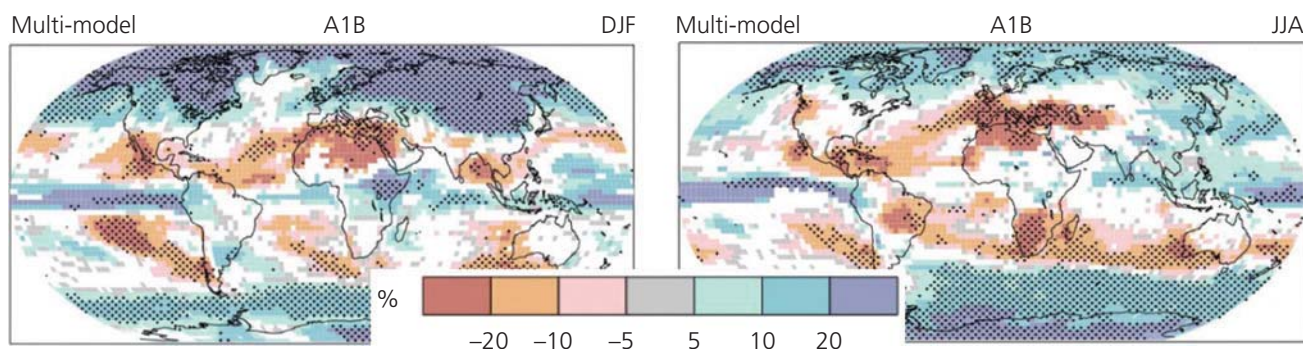 Multi-model A1B DJF
Multi-model A1B JJA
%
–20 –10 –5 5 10 20